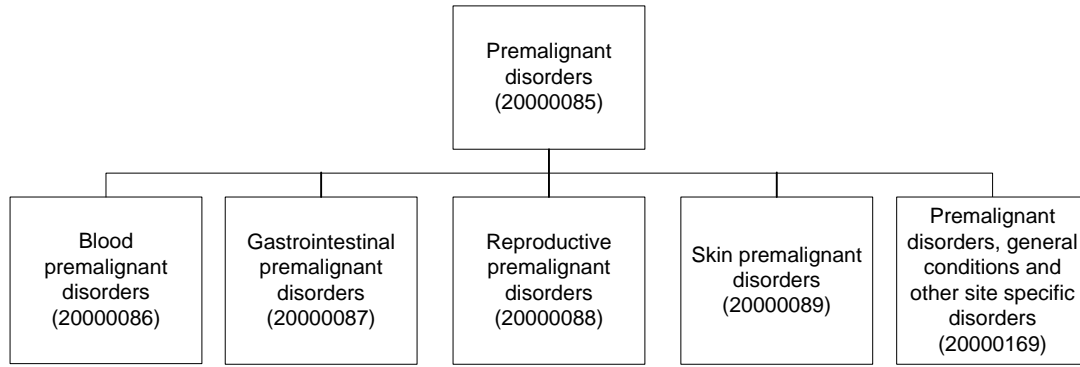 Premalignant
disorders
(20000085)
Blood
premalignant
disorders
(20000086)
Gastrointestinal
premalignant
disorders
(20000087)
Reproductive
premalignant
disorders
(20000088)
Skin premalignant
disorders
(20000089)
Premalignant
disorders, general
conditions and
other site specific
disorders
(20000169)